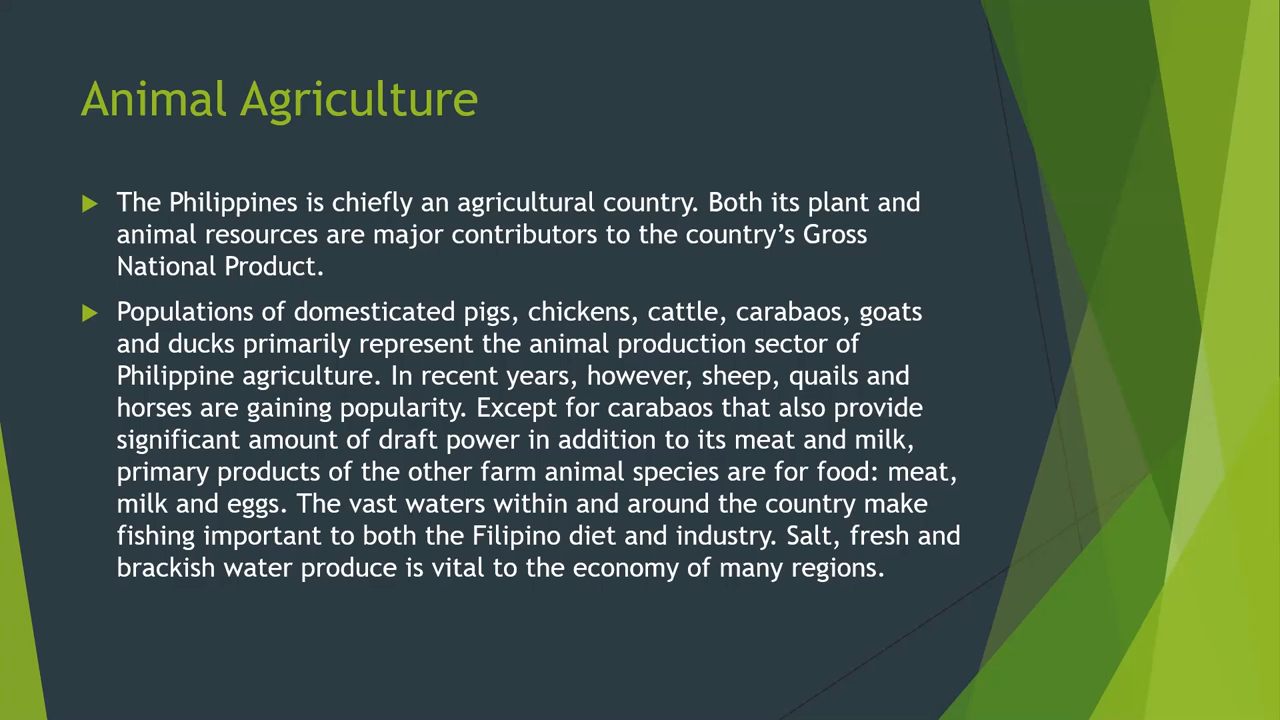 Animal Agriculture
The Philippines is chiefly an agricultural country. Both its plant and
animal resources are major contributors to the country’s Gross
National Product.
Populations of domesticated pigs, chickens, cattle, carabaos, goats
and ducks primarily represent the animal production sector of
Philippine agriculture. In recent years, however, sheep, quails and
horses are gaining popularity. Except for carabaos that also provide
significant amount of draft power in addition to its meat and milk,
primary products of the other farm animal species are for food: meat,
milk and eggs. The vast waters within and around the country make
fishing important to both the Filipino diet and industry. Salt, fresh and
brackish water produce is vital to the economy of many regions.